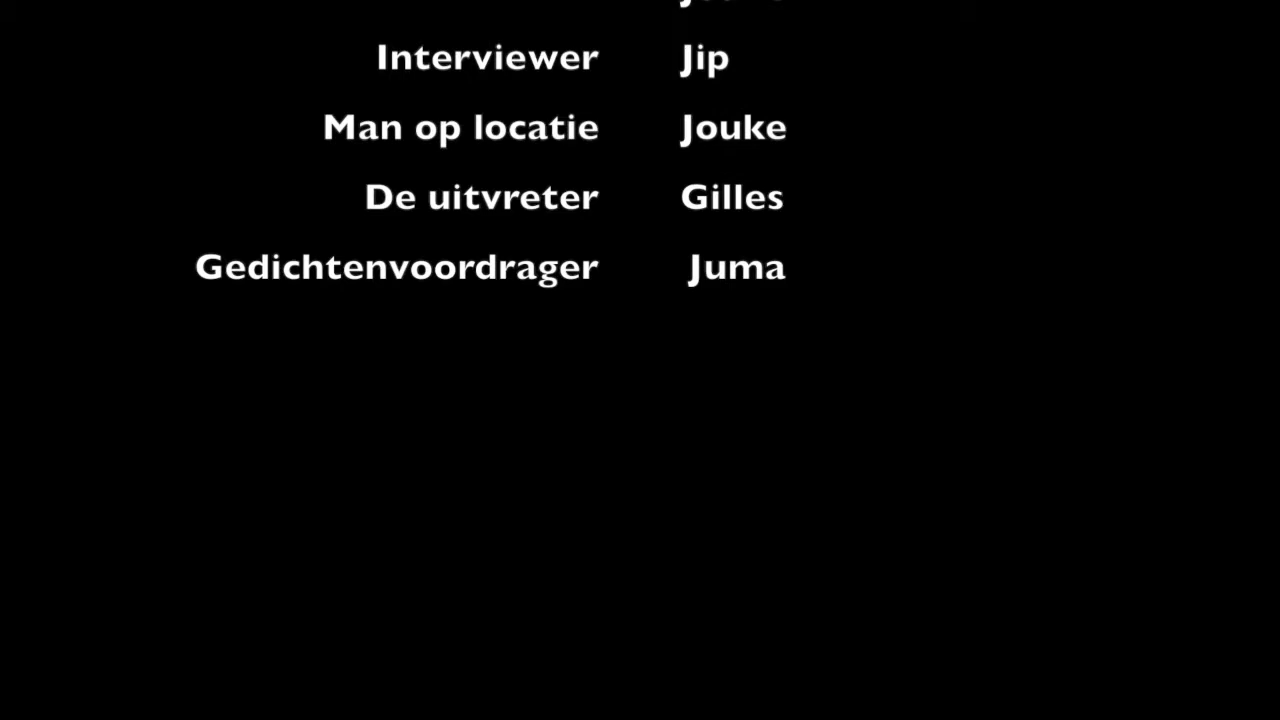 Interviewer Jip
Man op locatie Jouke
De uitvreter Gilles
Gedichtenvoordrager Juma